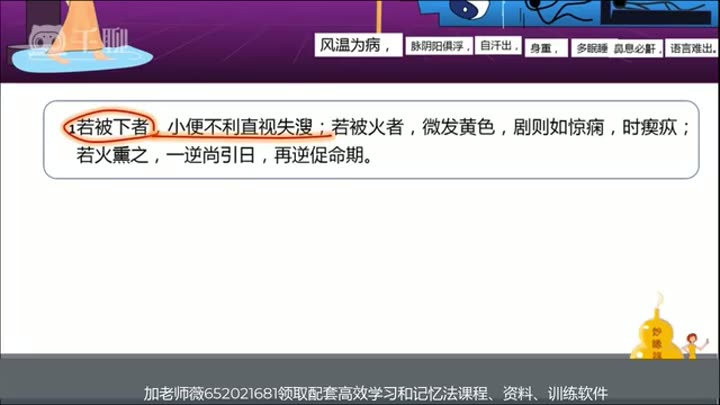 千聊
风温为病，
脉阴阳俱浮，
自汗出，
身重，
多眠睡
鼻息必鼾，
语言难出。
1若被下者，小便不利直视失溲；若被火者，微发黄色，剧则如惊痫，时瘈疭；
若火熏之，一逆尚引日，再逆促命期。
加老师薇652021681领取配套高效学习和记忆法课程、资料、训练软件